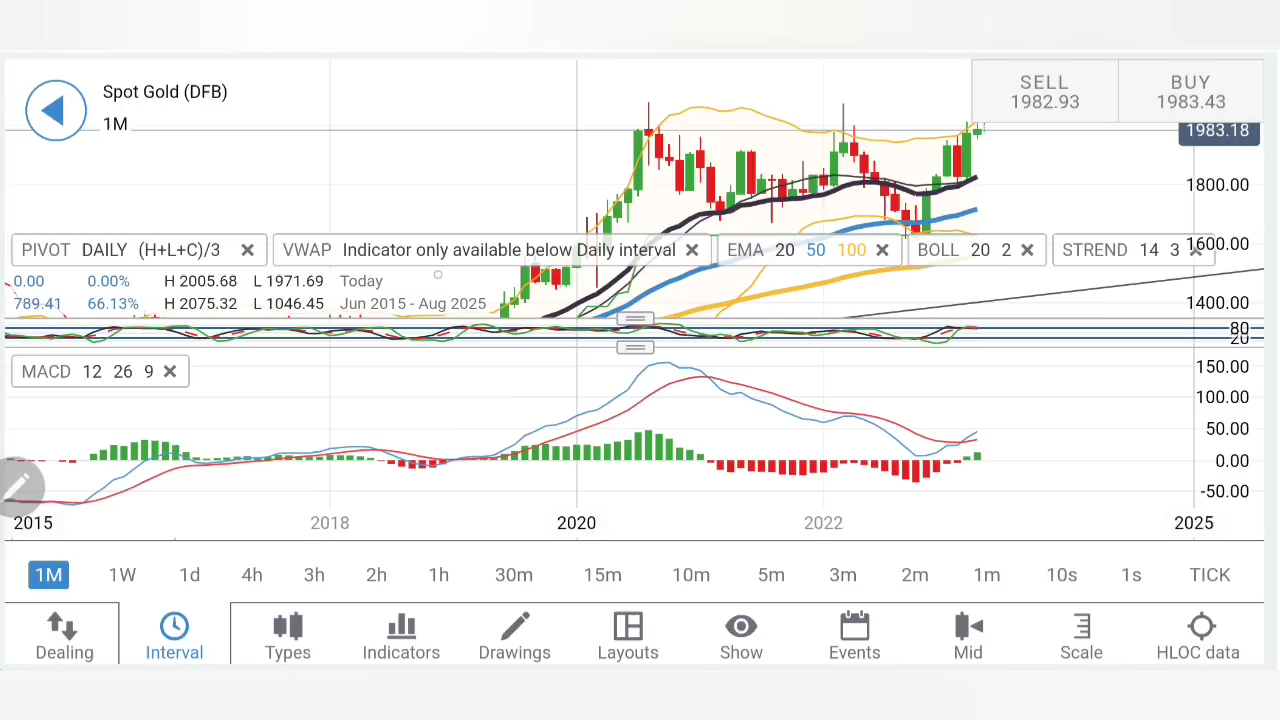 Spot Gold (DFB)
1M
SELL
1982.93
BUY
1983.43
1983.18
1800.00
PIVOT DAILY (H+L+C)/3
VWAP Indicator only available below Daily interval
EMA 20 50 100
BOLL 20 2
STREND 14 3
1600.00
0.00 0.00% H 2005.68 L 1971.69 Today
789.41 66.13% H 2075.32 L 1046.45 Jun 2015 - Aug 2025
1400.00
80
20
MACD 12 26 9
150.00
100.00
50.00
0.00
-50.00
2015 2018 2020 2022 2025
1M 1W 1d 4h 3h 2h 1h 30m 15m 10m 5m 3m 2m 1m 10s 1s TICK
Dealing Interval Types Indicators Drawings Layouts Show Events Mid Scale HLOC data